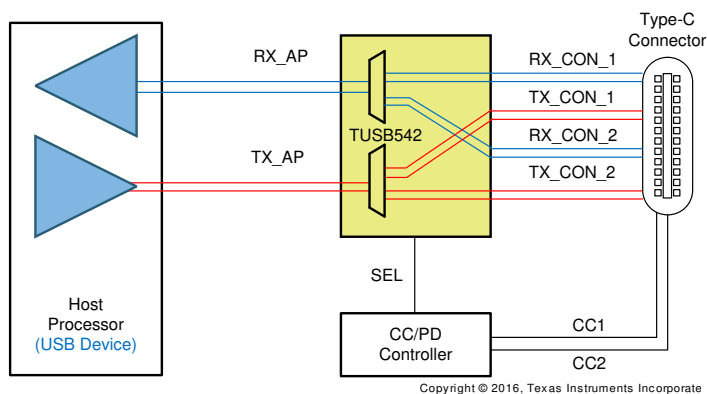 Type-C
Connector
RX_AP
RX_CON_1
TX_CON_1
TUSB542
RX_CON_2
TX_AP
TX_CON_2
SEL
Host
Processor
(USB Device)
CC/PD
Controller
CC1
CC2
Copyright © 2016, Texas Instruments Incorporate